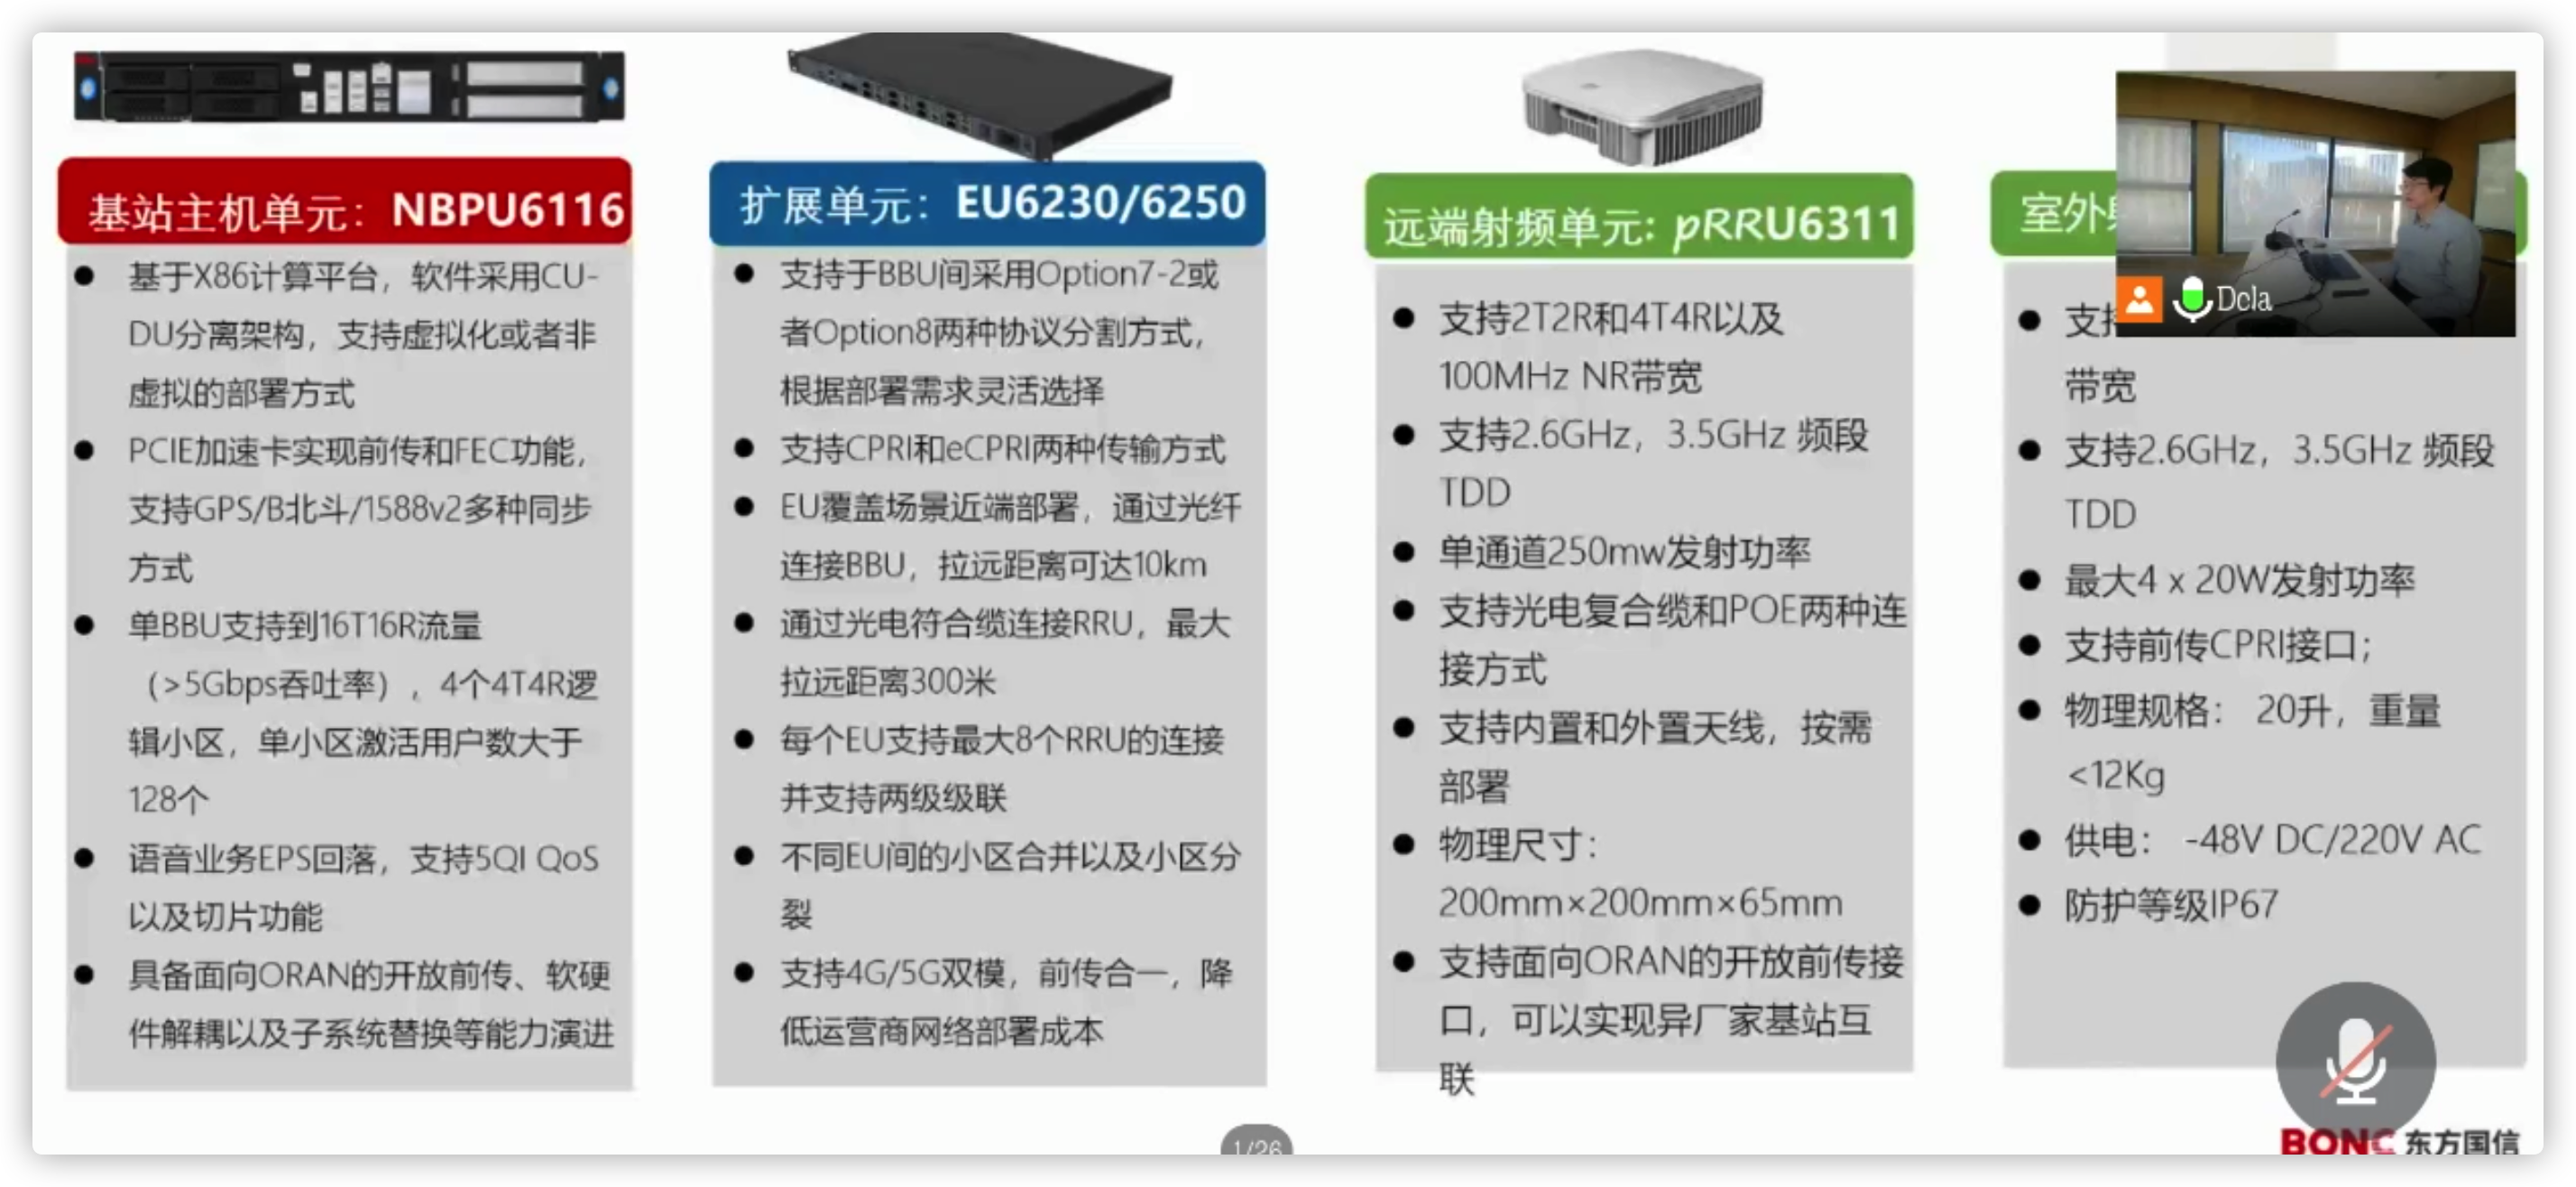 基站主机单元：NBPU6116
基于X86计算平台，软件采用CU-
DU分离架构，支持虚拟化或者非
虚拟的部署方式
PCIE加速卡实现前传和FEC功能，
支持GPS/B北斗/1588v2多种同步
方式
单BBU支持到16T16R流量
（>5Gbps吞吐率），4个4T4R逻
辑小区，单小区激活用户数大于
128个
语音业务EPS回落，支持5QI QoS
以及切片功能
具备面向ORAN的开放前传、软硬
件解耦以及子系统替换等能力演进
扩展单元：EU6230/6250
支持于BBU间采用Option7-2或
者Option8两种协议分割方式，
根据部署需求灵活选择
支持CPRI和eCPRI两种传输方式
EU覆盖场景近端部署，通过光纤
连接BBU，拉远距离可达10km
通过光电符合缆连接RRU，最大
拉远距离300米
每个EU支持最大8个RRU的连接
并支持两级级联
不同EU间的小区合并以及小区分
裂
支持4G/5G双模，前传合一，降
低运营商网络部署成本
远端射频单元：pRRU6311
支持2T2R和4T4R以及
100MHz NR带宽
支持2.6GHz，3.5GHz 频段
TDD
单通道250mw发射功率
支持光电复合缆和POE两种连
接方式
支持内置和外置天线，按需
部署
物理尺寸：
200mm×200mm×65mm
支持面向ORAN的开放前传接
口，可以实现异厂家基站互
联
室外
支
带宽
支持2.6GHz，3.5GHz 频段
TDD
最大4 x 20W发射功率
支持前传CPRI接口；
物理规格： 20升，重量
<12Kg
供电： -48V DC/220V AC
防护等级IP67
Dcla
1/26
BONC 东方国信